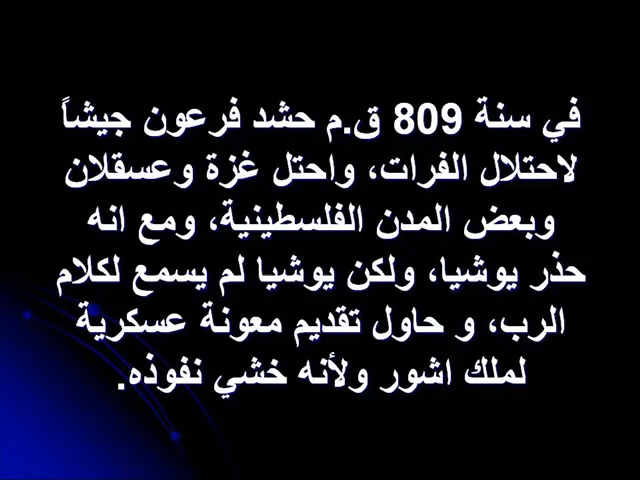 في سنة 809 ق.م حشد فرعون جيشاً
لاحتلال الفرات، واحتل غزة وعسقلان
وبعض المدن الفلسطينية، ومع انه
حذر يوشيا، ولكن يوشيا لم يسمع لكلام
الرب، و حاول تقديم معونة عسكرية
لملك اشور ولأنه خشي نفوذه.